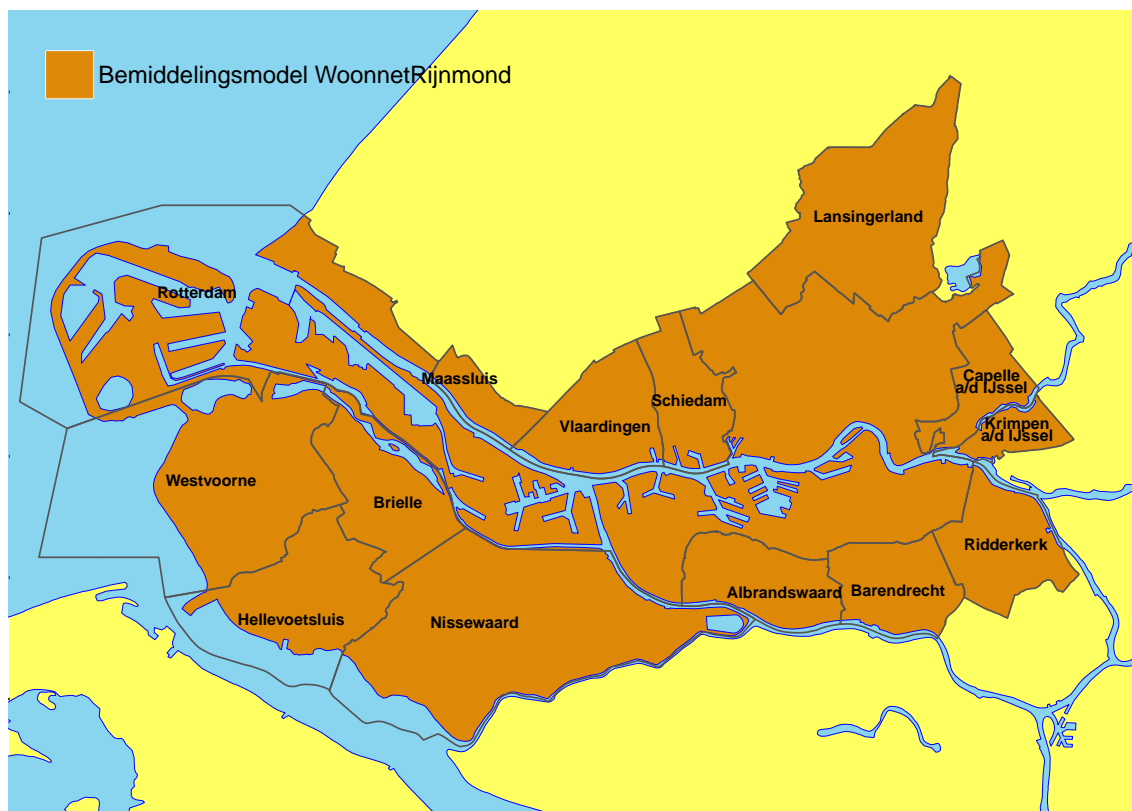 Bemiddelingsmodel WoonnetRijnmond
Lansingerland
Rotterdam
Maassluis
Capelle
a/d IJssel
Schiedam
Vlaardingen
Krimpen
a/d IJssel
Westvoorne
Brielle
Ridderkerk
Albrandswaard
Barendrecht
Hellevoetsluis
Nissewaard